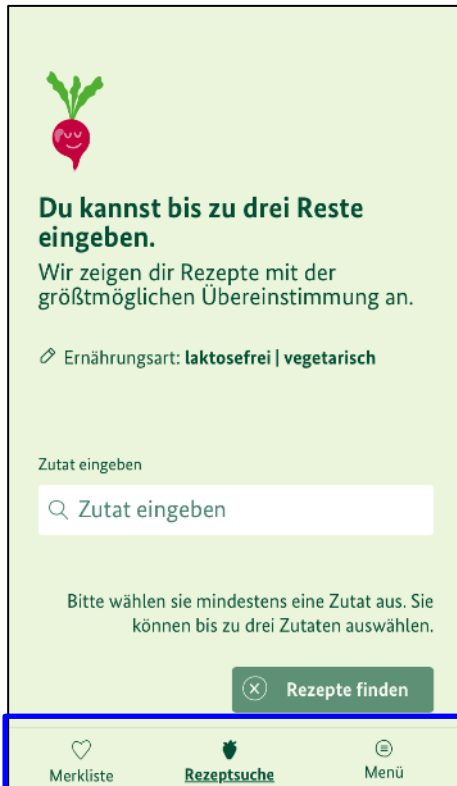 Du kannst bis zu drei Reste
eingeben.
Wir zeigen dir Rezepte mit der
größtmöglichen Übereinstimmung an.
Ernährungsart: laktosefrei | vegetarisch
Zutat eingeben
Zutat eingeben
Bitte wählen sie mindestens eine Zutat aus. Sie
können bis zu drei Zutaten auswählen.
Rezepte finden
Merkliste
Rezeptsuche
Menü